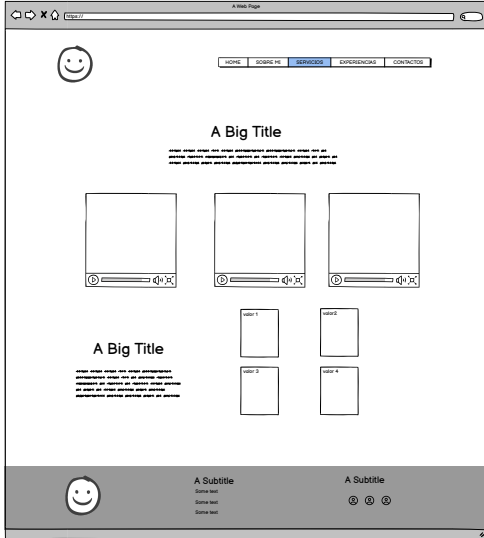 A Web Page
https://
HOME
SOBRE MI
SERVICIOS
EXPERIENCIAS
CONTACTOS
A Big Title
valor 1
valor2
A Big Title
valor 3
valor 4
A Subtitle
Some text
Some text
Some text
A Subtitle